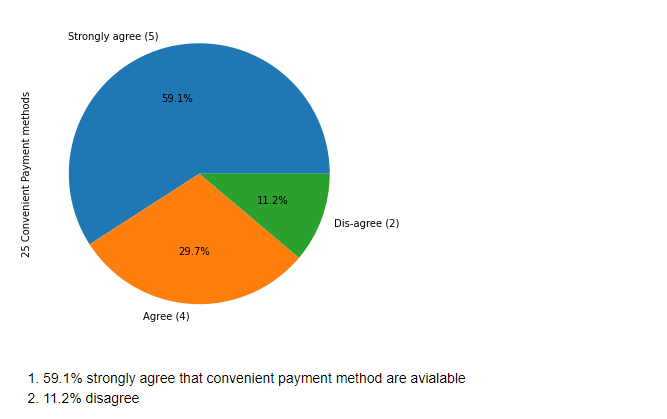 Strongly agree (5)
59.1%
25 Convenient Payment methods
11.2%
Dis-agree (2)
29.7%
Agree (4)
1. 59.1% strongly agree that convenient payment method are avialable
2. 11.2% disagree